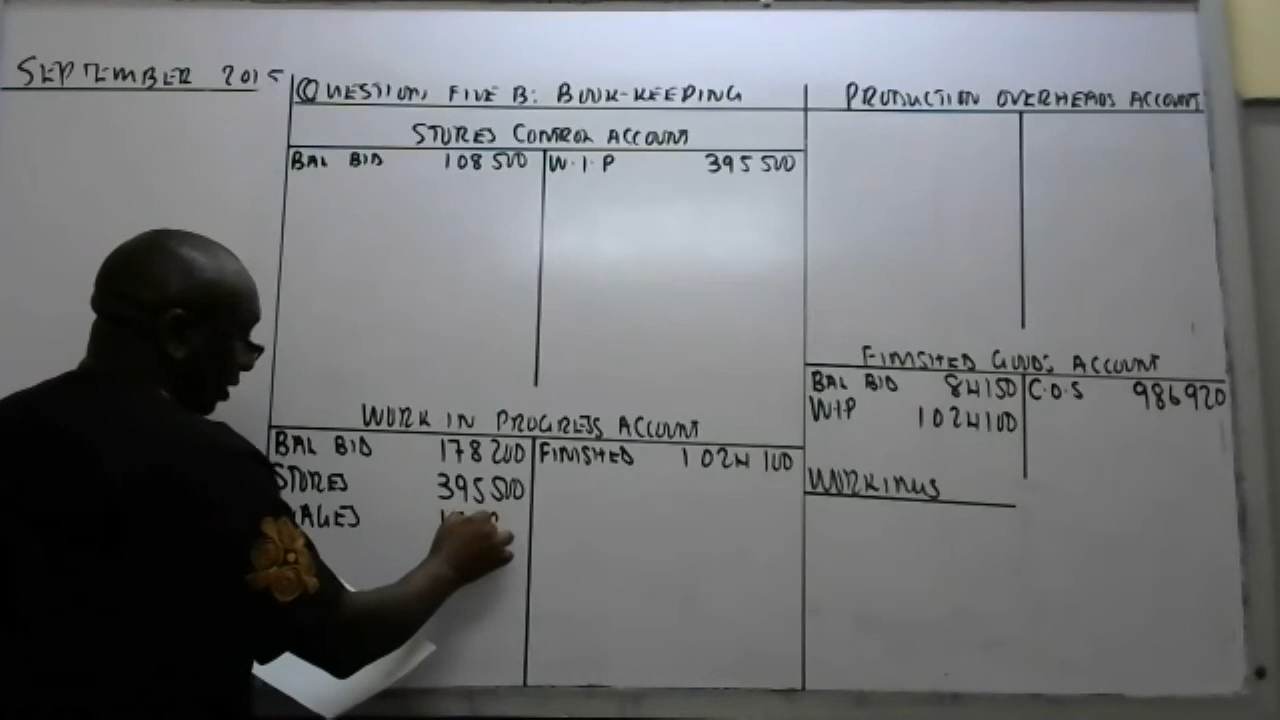 SEPTEMBER 2015
QUESTION FIVE B: BOOK-KEEPING
STORES CONTROL ACCOUNT
BAL B/D 108 500 W.I.P 395 500
WORK IN PROGRESS ACCOUNT
BAL B/D 178 200 FINISHED 1 024 100
STORES 395 500
WAGES
PRODUCTION OVERHEADS ACCOUNT
FINISHED GOODS ACCOUNT
BAL B/D 84 150 C.O.S 986 920
W.I.P 1 024 100
WORKINGS